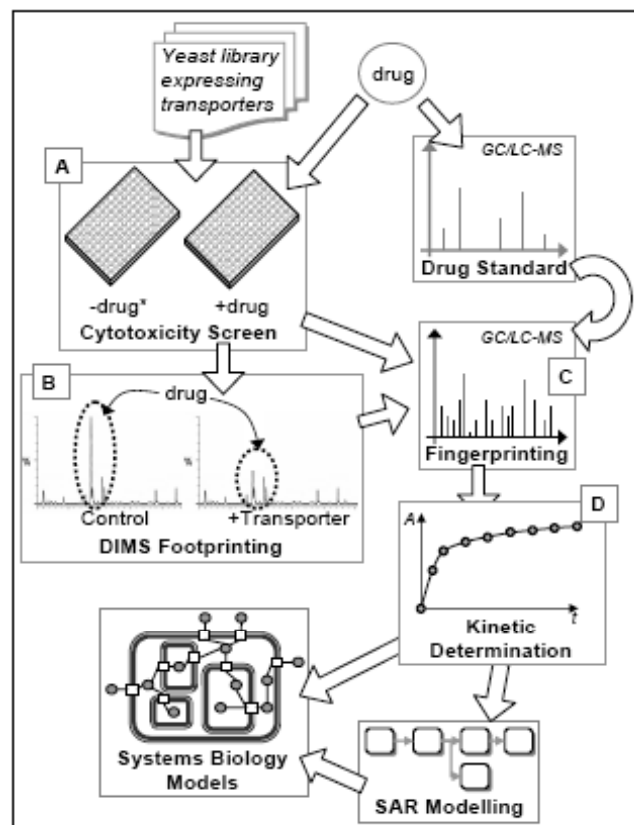 Yeast library
expressing
transporters
drug
A
-drug*
+drug
Cytotoxicity Screen
GC/LC-MS
Drug Standard
B
drug
%
%
Control
+Transporter
DIMS Footprinting
GC/LC-MS
C
Fingerprinting
D
A
t
Kinetic
Determination
Systems Biology
Models
SAR Modelling